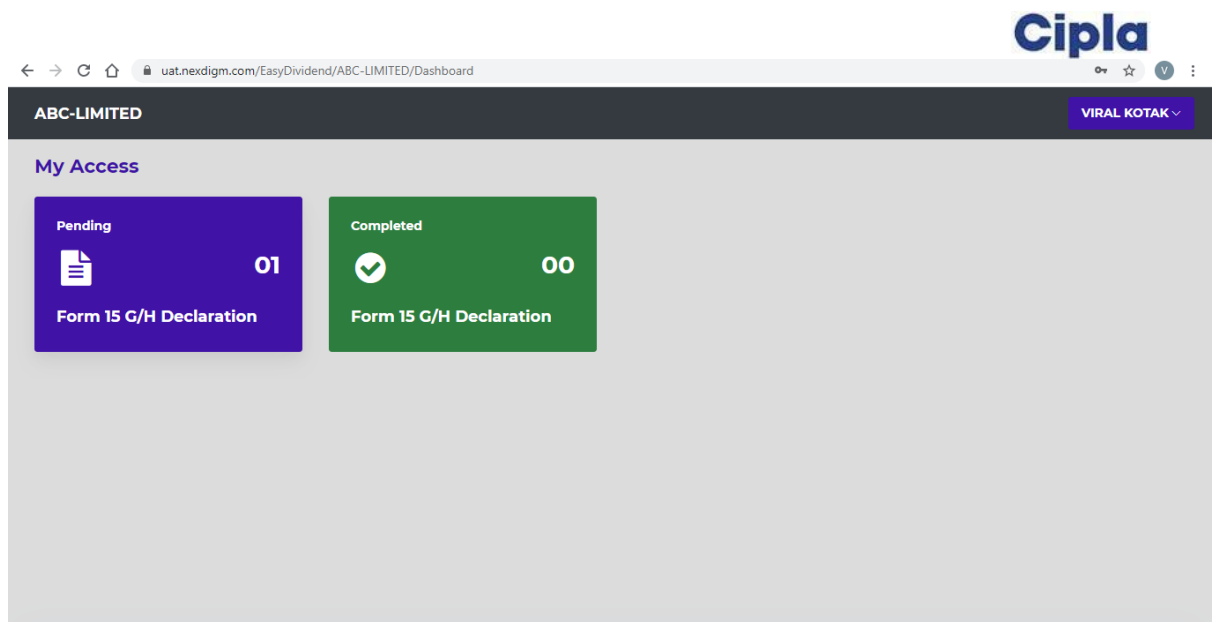 Cipla
uat.nexdigm.com/EasyDividend/ABC-LIMITED/Dashboard
V
ABC-LIMITED
VIRAL KOTAK
My Access
Pending
01
Form 15 G/H Declaration
Completed
00
Form 15 G/H Declaration